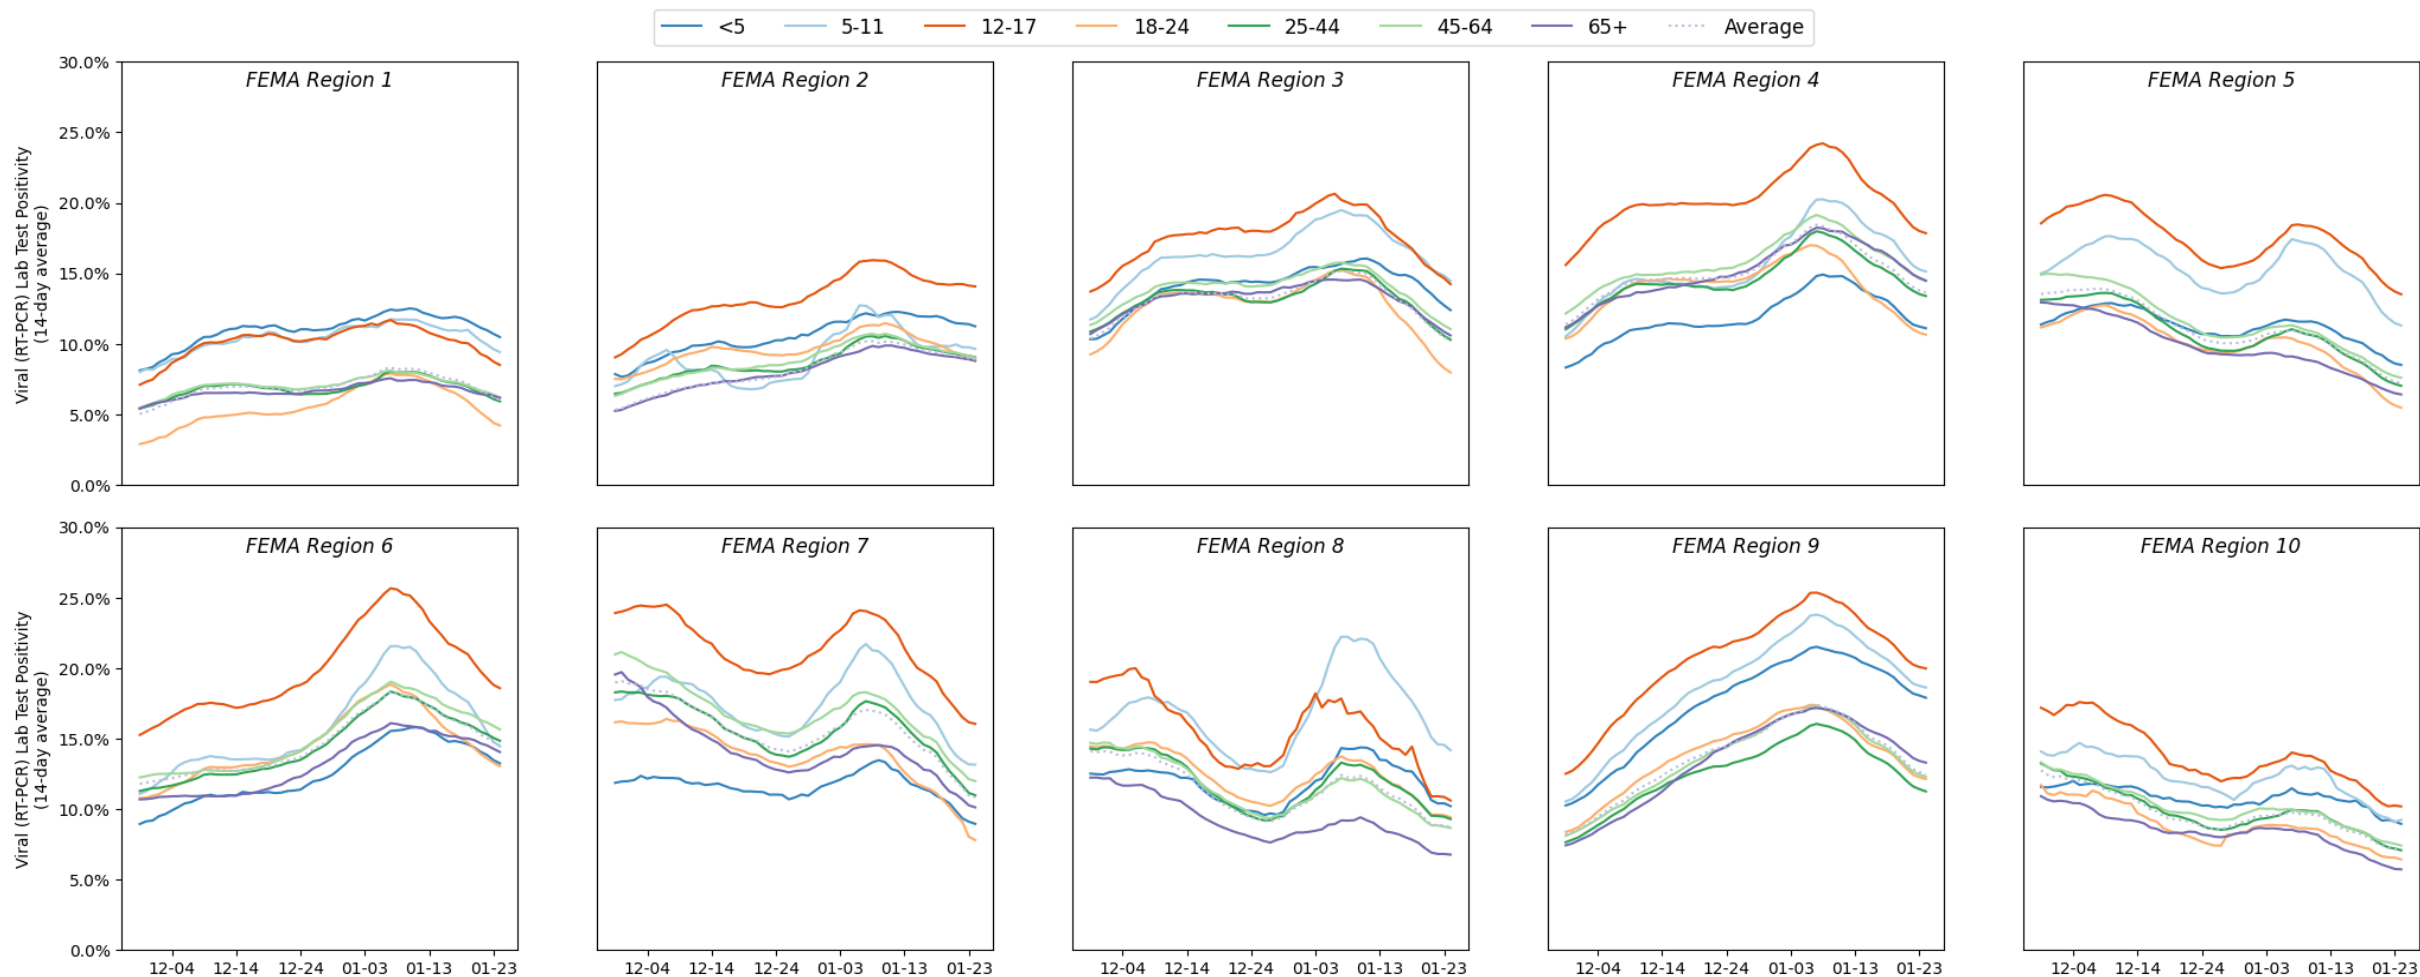 <5 5-11 12-17 18-24 25-44 45-64 65+ Average
FEMA Region 1
FEMA Region 2
FEMA Region 3
FEMA Region 4
FEMA Region 5
Viral (RT-PCR) Lab Test Positivity
(14-day average)
30.0%
25.0%
20.0%
15.0%
10.0%
5.0%
0.0%
FEMA Region 6
FEMA Region 7
FEMA Region 8
FEMA Region 9
FEMA Region 10
Viral (RT-PCR) Lab Test Positivity
(14-day average)
30.0%
25.0%
20.0%
15.0%
10.0%
5.0%
0.0%
12-04 12-14 12-24 01-03 01-13 01-23
12-04 12-14 12-24 01-03 01-13 01-23
12-04 12-14 12-24 01-03 01-13 01-23
12-04 12-14 12-24 01-03 01-13 01-23
12-04 12-14 12-24 01-03 01-13 01-23